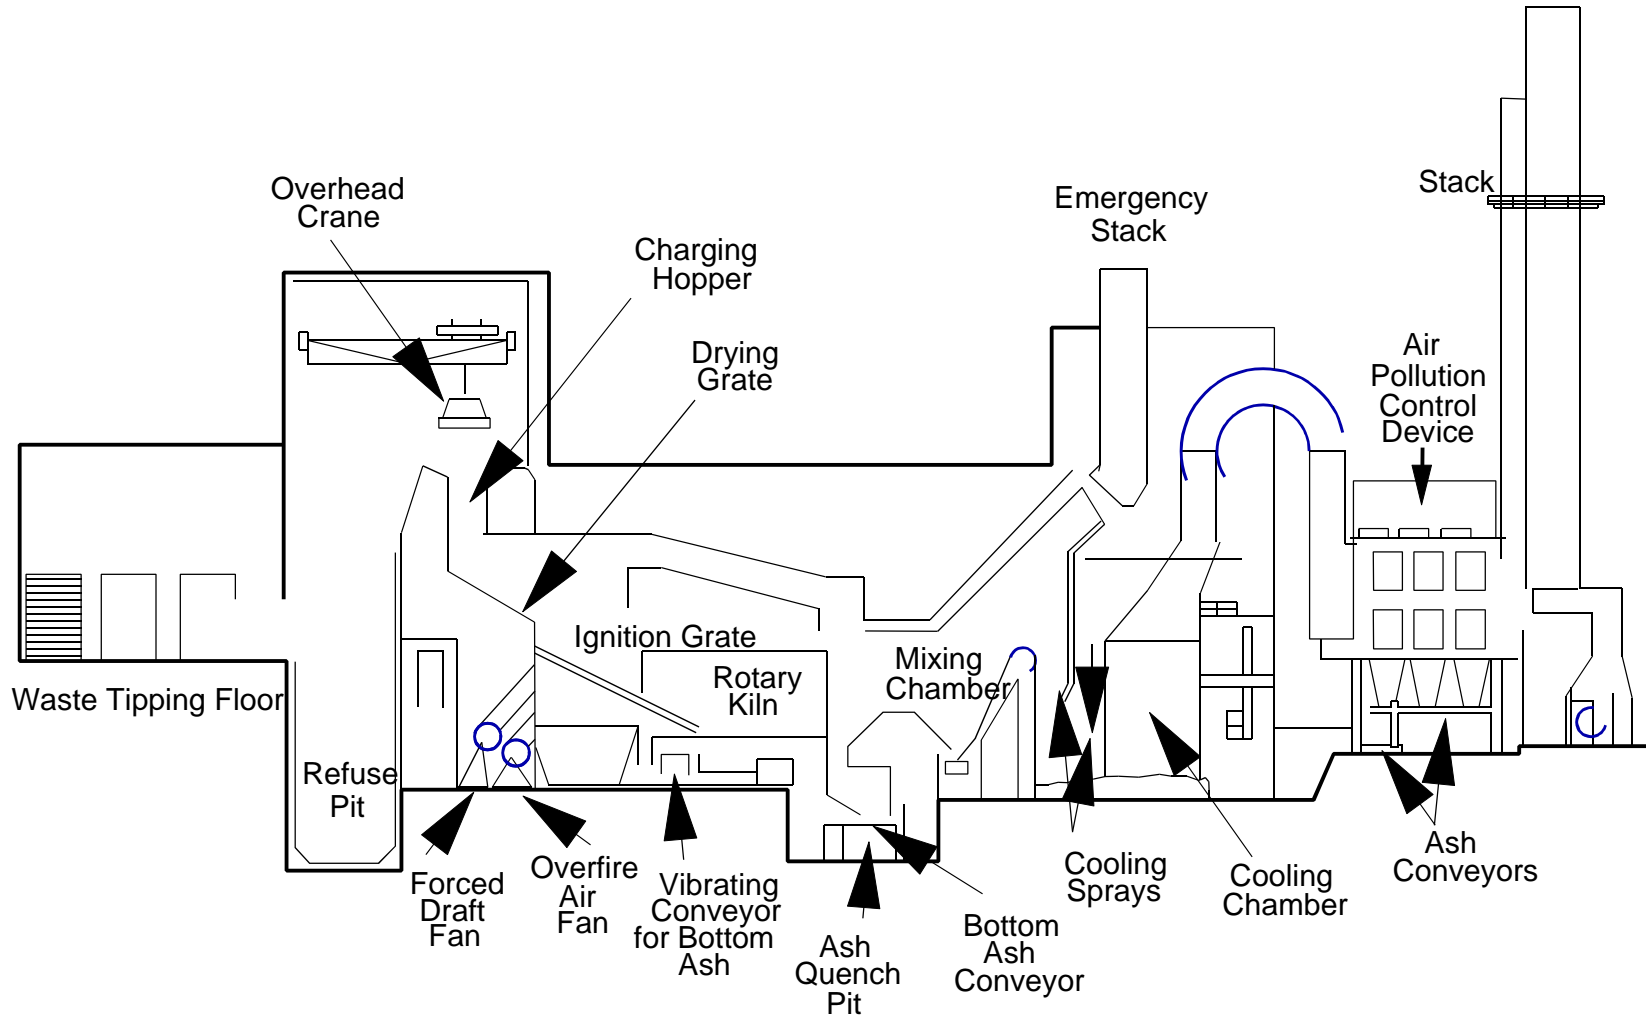 Overhead
Crane
Charging
Hopper
Drying
Grate
Emergency
Stack
Stack
Air
Pollution
Control
Device
Waste Tipping Floor
Refuse
Pit
Ignition Grate
Rotary
Kiln
Mixing
Chamber
Forced
Draft
Fan
Overfire
Air
Fan
Vibrating
Conveyor
for Bottom
Ash
Ash
Quench
Pit
Bottom
Ash
Conveyor
Cooling
Sprays
Cooling
Chamber
Ash
Conveyors